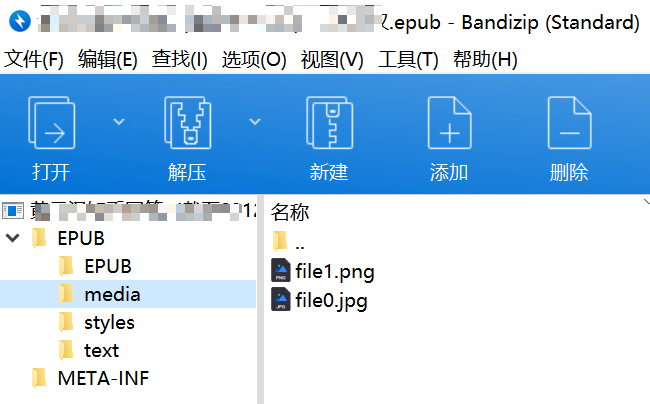 .epub - Bandizip (Standard)
文件(F) 编辑(E) 查找(I) 选项(O) 视图(V) 工具(T) 帮助(H)
打开 解压 新建 添加 删除
名称
EPUB
..
EPUB
file1.png
media
file0.jpg
styles
text
META-INF